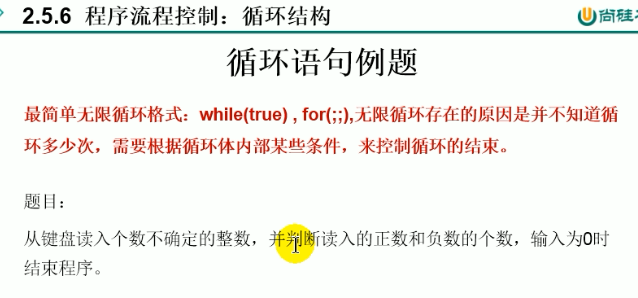 2.5.6 程序流程控制：循环结构
尚硅
循环语句例题
最简单无限循环格式：while(true) , for(;;),无限循环存在的原因是并不知道循
环多少次，需要根据循环体内部某些条件，来控制循环的结束。
题目：
从键盘读入个数不确定的整数，并判断读入的正数和负数的个数，输入为0时
结束程序。